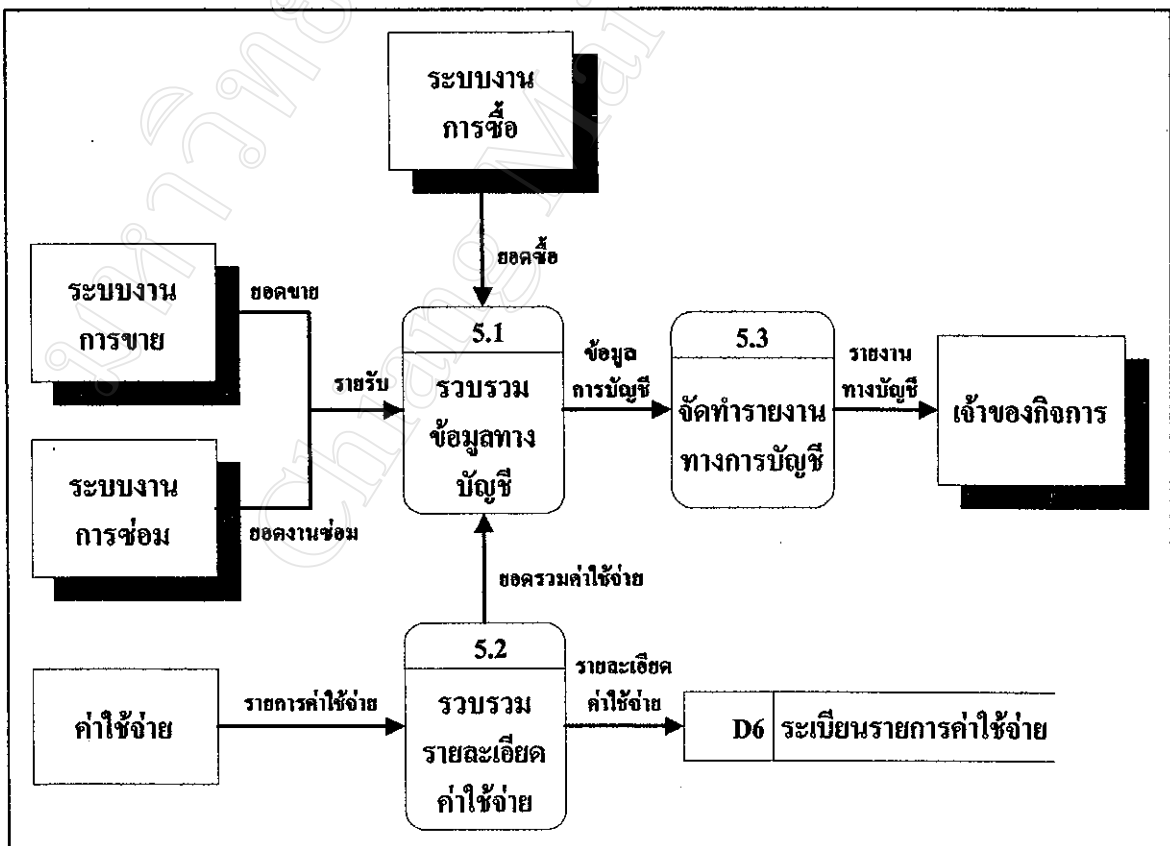 ระบบงาน
การซื้อ
ยอดซื้อ
ระบบงาน
การขาย
ยอดขาย
รายรับ
ระบบงาน
การซ่อม
ยอดงานซ่อม
5.1
รวบรวม
ข้อมูลทาง
บัญชี
ข้อมูล
การบัญชี
5.3
จัดทำรายงาน
ทางการบัญชี
รายงาน
ทางบัญชี
เจ้าของกิจการ
ยอดรวมค่าใช้จ่าย
ค่าใช้จ่าย
รายการค่าใช้จ่าย
5.2
รวบรวม
รายละเอียด
ค่าใช้จ่าย
รายละเอียด
ค่าใช้จ่าย
D6 ระเบียนรายการค่าใช้จ่าย
Chiang Mai